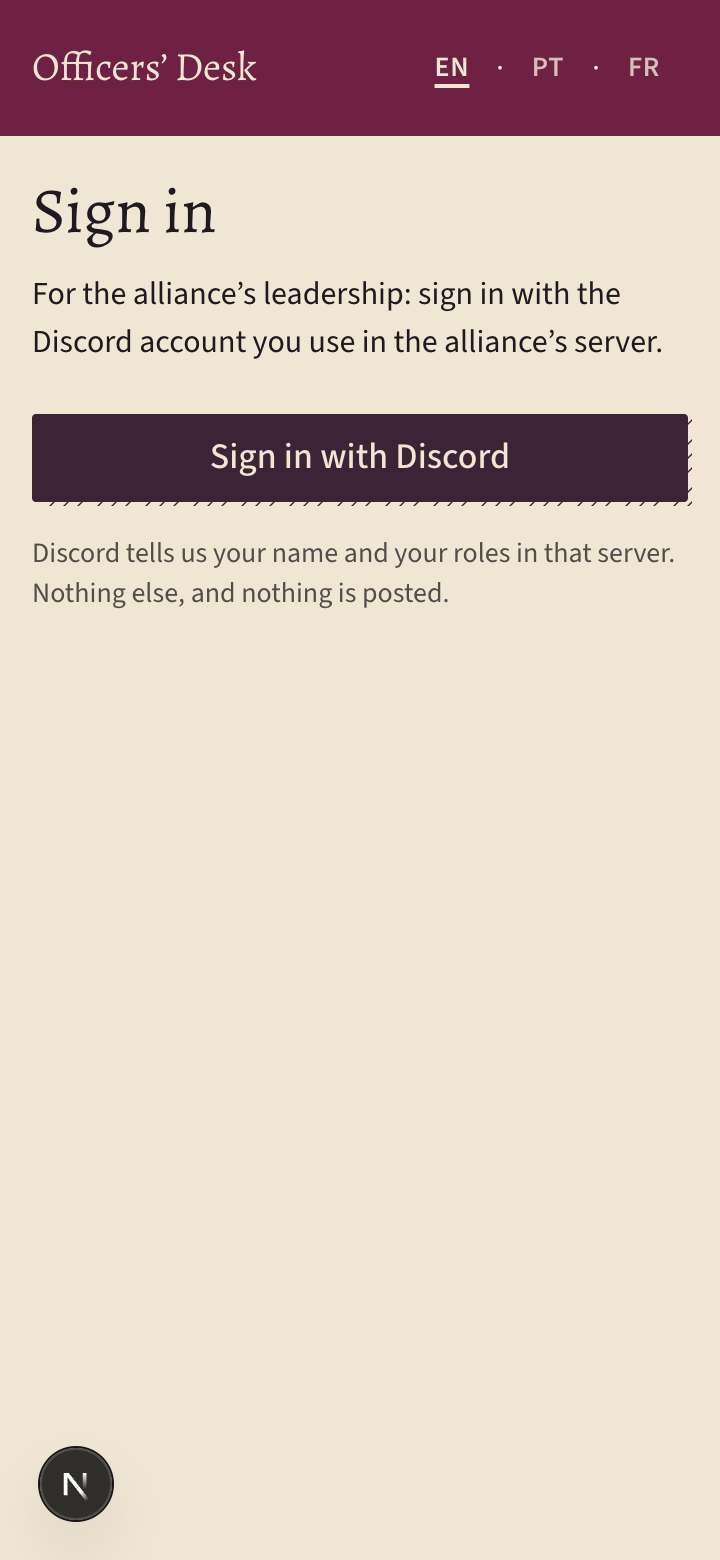 Officers’ Desk
EN · PT · FR
Sign in
For the alliance’s leadership: sign in with the
Discord account you use in the alliance’s server.
Sign in with Discord
Discord tells us your name and your roles in that server.
Nothing else, and nothing is posted.
N